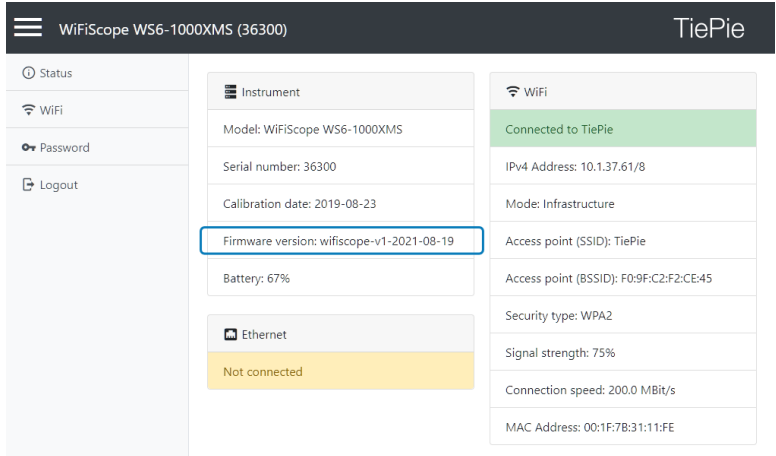 WiFiScope WS6-1000XMS (36300)
TiePie
Status
WiFi
Password
Logout
Instrument
Model: WiFiScope WS6-1000XMS
Serial number: 36300
Calibration date: 2019-08-23
Firmware version: wifiscope-v1-2021-08-19
Battery: 67%
Ethernet
Not connected
WiFi
Connected to TiePie
IPv4 Address: 10.1.37.61/8
Mode: Infrastructure
Access point (SSID): TiePie
Access point (BSSID): F0:9F:C2:F2:CE:45
Security type: WPA2
Signal strength: 75%
Connection speed: 200.0 MBit/s
MAC Address: 00:1F:7B:31:11:FE